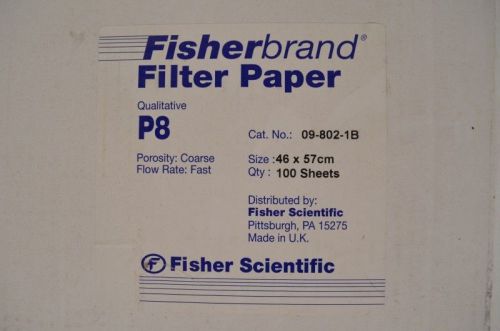 Fisherbrand®
Filter Paper
Qualitative
P8
Cat. No.: 09-802-1B
Porosity: Coarse
Flow Rate: Fast
Size : 46 x 57cm
Qty : 100 Sheets
Distributed by:
Fisher Scientific
Pittsburgh, PA 15275
Made in U.K.
F Fisher Scientific